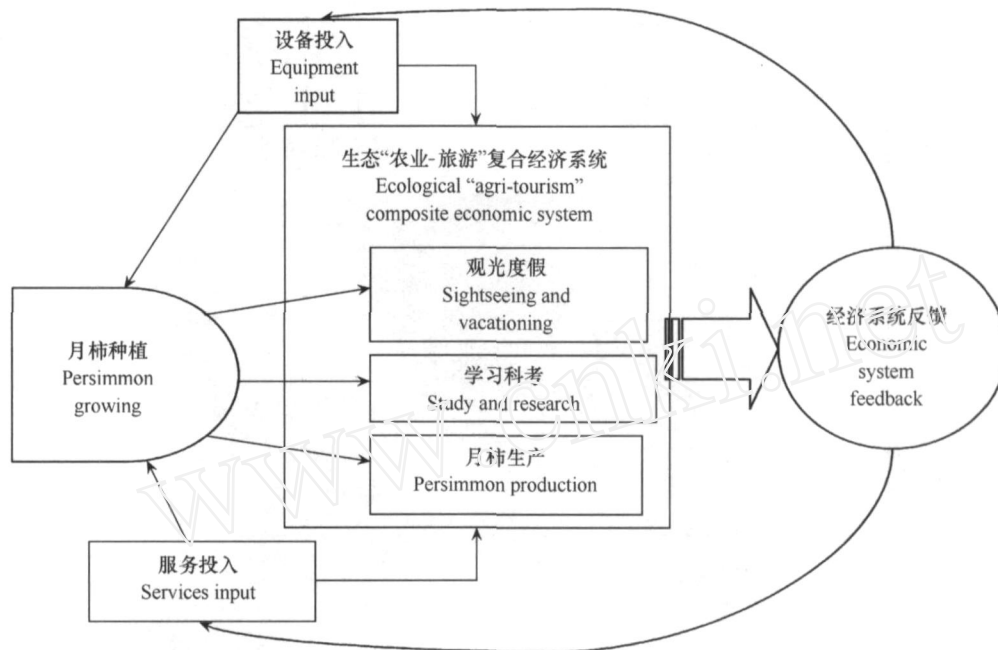 设备投入
Equipment
input
生态“农业-旅游”复合经济系统
Ecological “agri-tourism”
composite economic system
观光度假
Sightseeing and
vacationing
月柿种植
Persimmon
growing
学习科考
Study and research
月柿生产
Persimmon production
经济系统反馈
Economic
system
feedback
服务投入
Services input
www.cnki.net